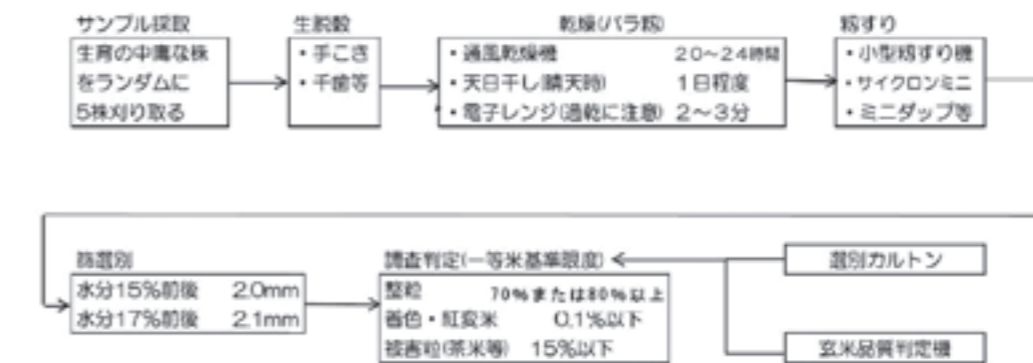 サンプル採取
生育の中庸な株
をランダムに
5株刈り取る
生脱穀
・手こき
・千歯等
乾燥(バラ籾)
・通風乾燥機 20～24時間
・天日干し(晴天時) 1日程度
・電子レンジ(過乾に注意) 2～3分
籾すり
・小型籾すり機
・サイクロンミニ
・ミニダップ等
篩選別
水分15%前後 2.0mm
水分17%前後 2.1mm
調査判定(一等米基準限度)
整粒 70%または80%以上
着色・紅変米 0.1%以下
被害粒(茶米等) 15%以下
選別カルトン
玄米品質判定機